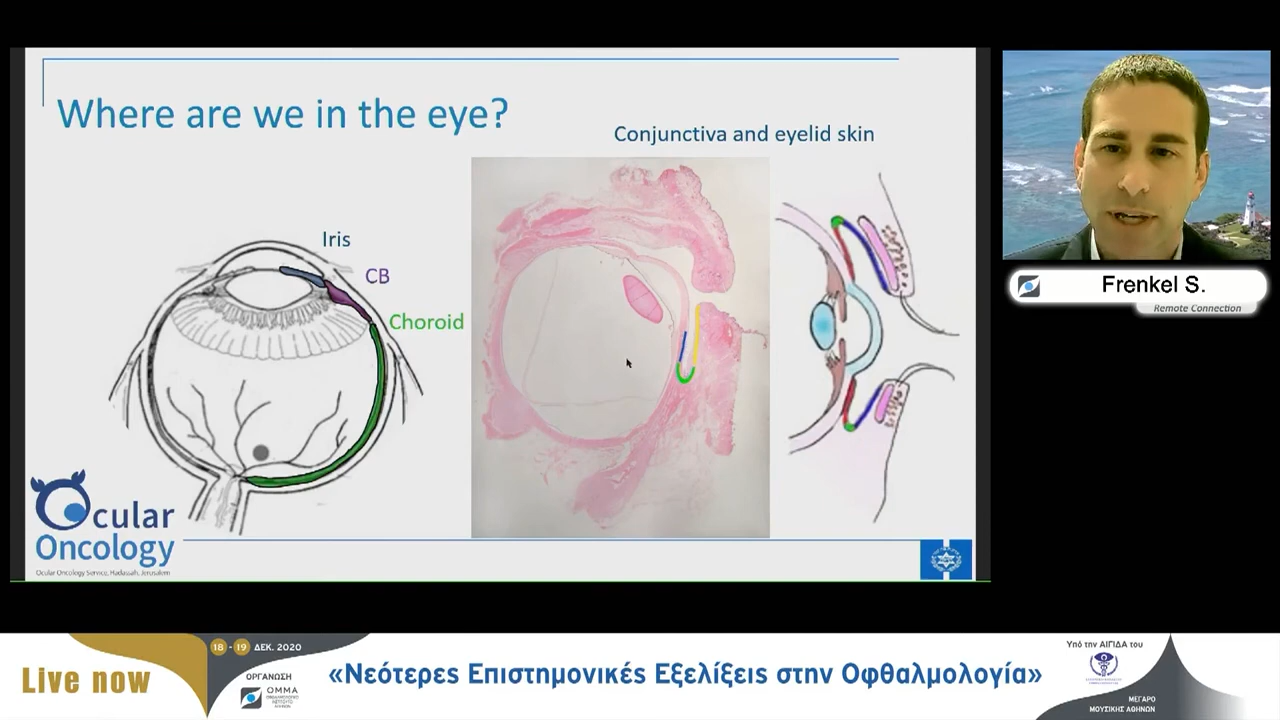 Where are we in the eye?
Conjunctiva and eyelid skin
Iris
CB
Choroid
Ocular
Oncology
Ocular Oncology Service, Hadassah, Jerusalem
Frenkel S.
Remote Connection
Live now
18 - 19 ΔΕΚ. 2020
ΟΡΓΑΝΩΣΗ
ΟΜΜΑ
«Νεότερες Επιστημονικές Εξελίξεις στην Οφθαλμολογία»
Υπό την ΑΙΓΙΔΑ του
ΜΕΓΑΡΟ
ΜΟΥΣΙΚΗΣ ΑΘΗΝΩΝ